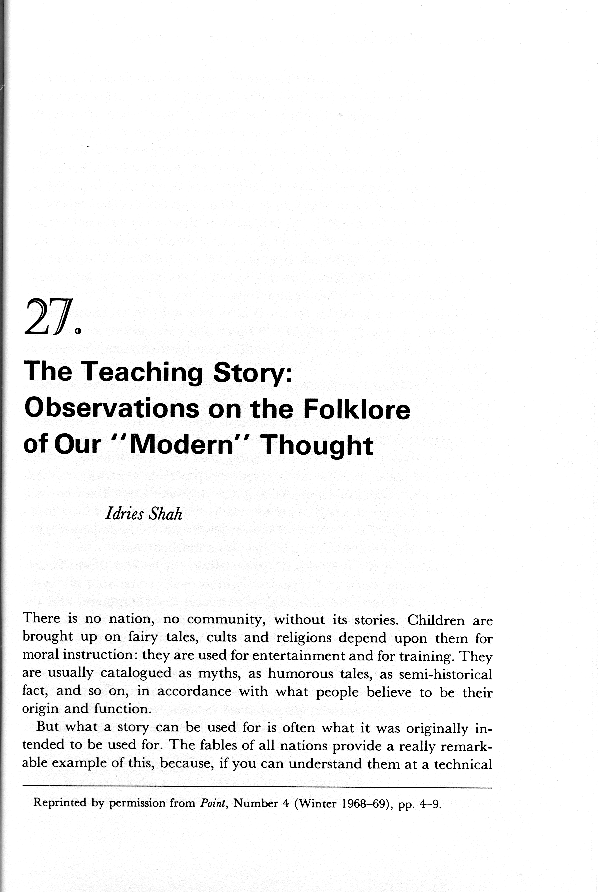 27.
The Teaching Story:
Observations on the Folklore
of Our "Modern" Thought
Idries Shah
There is no nation, no community, without its stories. Children are
brought up on fairy tales, cults and religions depend upon them for
moral instruction: they are used for entertainment and for training. They
are usually catalogued as myths, as humorous tales, as semi-historical
fact, and so on, in accordance with what people believe to be their
origin and function.
But what a story can be used for is often what it was originally in-
tended to be used for. The fables of all nations provide a really remark-
able example of this, because, if you can understand them at a technical
Reprinted by permission from Point, Number 4 (Winter 1968–69), pp. 4–9.